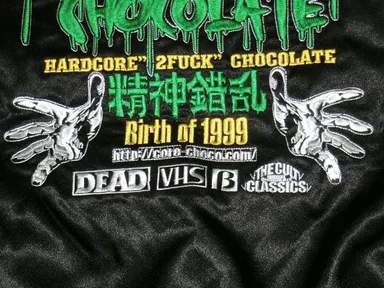 CHOCOLATE
HARDCORE” 2FUCK” CHOCOLATE
精神錯乱
Birth of 1999
http://core-choco.com/
DEAD VHS β THE CULT CLASSICS